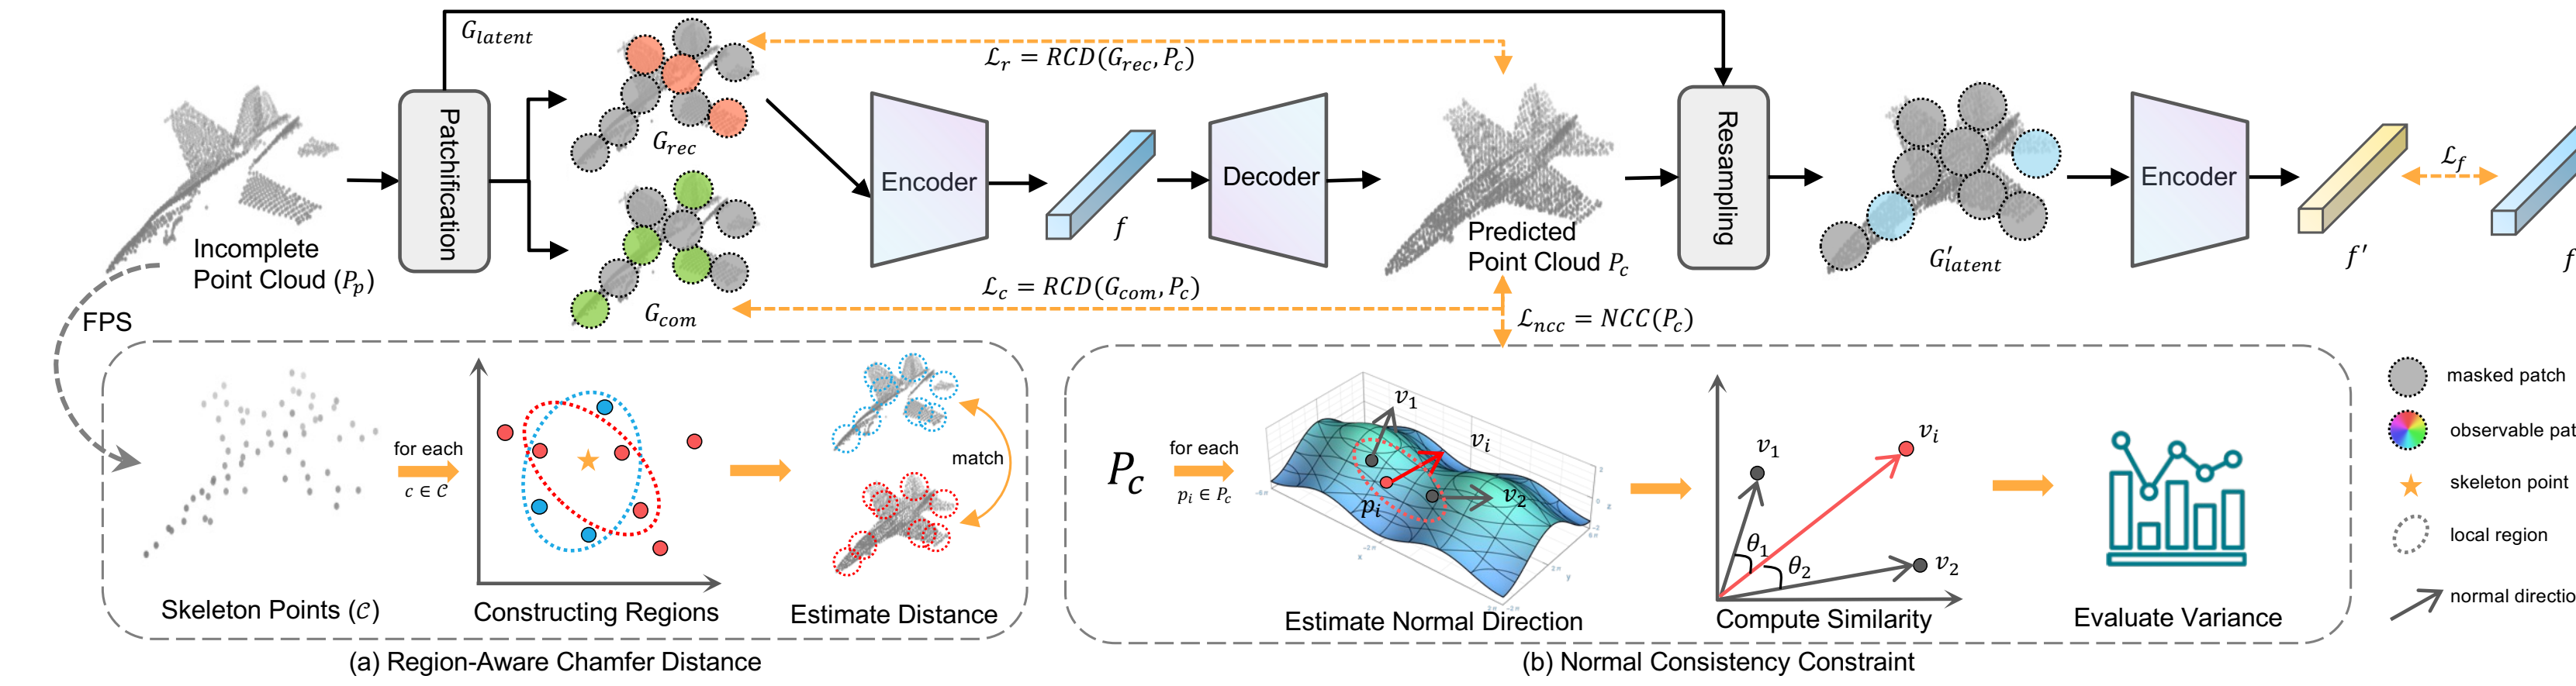 G_latent
ℒ_r = RCD(G_rec, P_c)
Patchification
G_rec
Encoder
f
Decoder
Resampling
G'_latent
Encoder
f'
ℒ_f
f
Incomplete
Point Cloud (P_p)
Predicted
Point Cloud P_c
G_com
ℒ_c = RCD(G_com, P_c)
ℒ_ncc = NCC(P_c)
FPS
for each
c ∈ 𝒞
match
Skeleton Points (𝒞)
Constructing Regions
Estimate Distance
(a) Region-Aware Chamfer Distance
P_c
for each
p_i ∈ P_c
v_1
v_i
v_2
p_i
Estimate Normal Direction
v_1
v_i
θ_1
θ_2
v_2
Compute Similarity
Evaluate Variance
(b) Normal Consistency Constraint
masked patch
observable pat
skeleton point
local region
normal directio